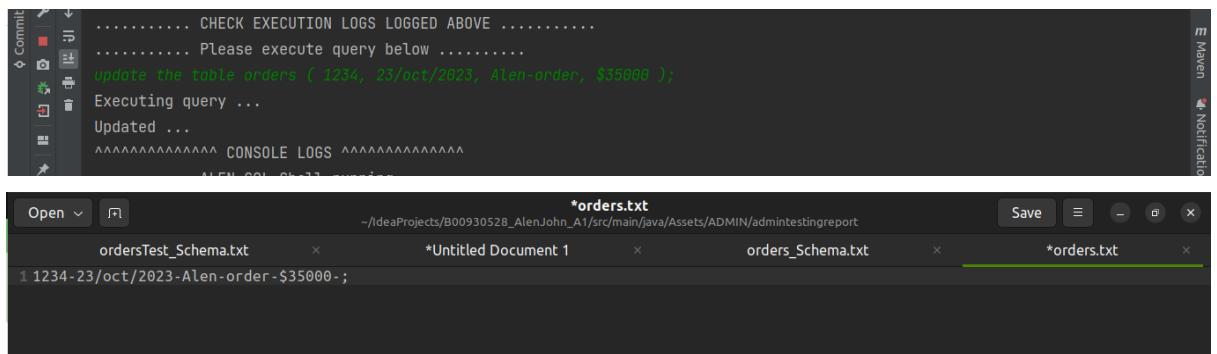 Commit
........... CHECK EXECUTION LOGS LOGGED ABOVE ...........
........... Please execute query below ..........
update the table orders ( 1234, 23/oct/2023, Alen-order, $35000 );
Executing query ...
Updated ...
^^^^^^^^^^^^^^ CONSOLE LOGS ^^^^^^^^^^^^^^
m Maven
Notificatio
Open
*orders.txt
~/IdeaProjects/B00930528_AlenJohn_A1/src/main/java/Assets/ADMIN/admintestingreport
Save
ordersTest_Schema.txt × *Untitled Document 1 × orders_Schema.txt × *orders.txt ×
1 1234-23/oct/2023-Alen-order-$35000-;